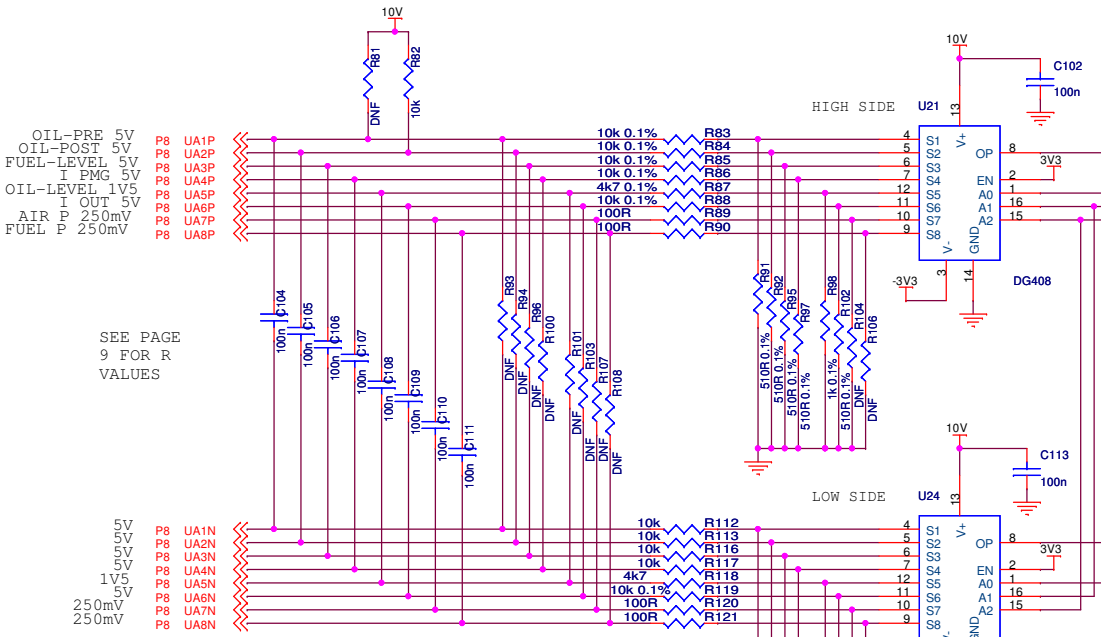 10V
R81
DNF
R82
10k
10V
C102
100n
HIGH SIDE
U21
13
V+
OIL-PRE 5V P8 UA1P 10k 0.1% R83 4 S1
OIL-POST 5V P8 UA2P 10k 0.1% R84 5 S2 OP 8
FUEL-LEVEL 5V P8 UA3P 10k 0.1% R85 6 S3 3V3
I PMG 5V P8 UA4P 10k 0.1% R86 7 S4 EN 2
OIL-LEVEL 1V5 P8 UA5P 4k7 0.1% R87 12 S5 A0 1
I OUT 5V P8 UA6P 10k 0.1% R88 11 S6 A1 16
AIR P 250mV P8 UA7P 100R R89 10 S7 A2 15
FUEL P 250mV P8 UA8P 100R R90 9 S8
V-
GND
3
14
-3V3
DG408
C104
100n
C105
100n
C106
100n
C107
100n
C108
100n
C109
100n
C110
100n
C111
100n
R93
DNF
R94
DNF
R96
DNF
R100
DNF
R101
DNF
R103
DNF
R107
DNF
R108
DNF
R91
510R 0.1%
R92
510R 0.1%
R95
510R 0.1%
R97
510R 0.1%
R98
1k 0.1%
R102
510R 0.1%
R104
DNF
R106
DNF
SEE PAGE
9 FOR R
VALUES
10V
C113
100n
LOW SIDE
U24
13
V+
5V P8 UA1N 10k R112 4 S1
5V P8 UA2N 10k R113 5 S2 OP 8
5V P8 UA3N 10k R116 6 S3 3V3
5V P8 UA4N 10k R117 7 S4 EN 2
1V5 P8 UA5N 4k7 R118 12 S5 A0 1
5V P8 UA6N 10k 0.1% R119 11 S6 A1 16
250mV P8 UA7N 100R R120 10 S7 A2 15
250mV P8 UA8N 100R R121 9 S8
V-
GND